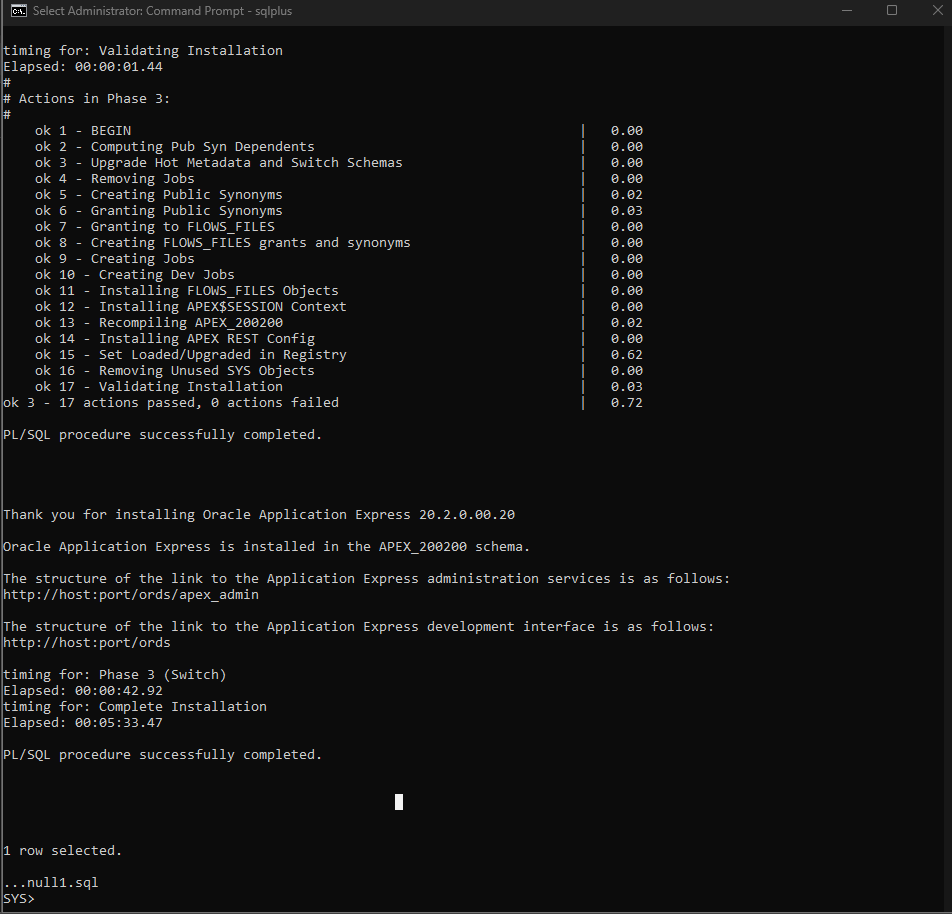 Select Administrator: Command Prompt - sqlplus
timing for: Validating Installation
Elapsed: 00:00:01.44
#
# Actions in Phase 3:
#
ok 1 - BEGIN | 0.00
ok 2 - Computing Pub Syn Dependents | 0.00
ok 3 - Upgrade Hot Metadata and Switch Schemas | 0.00
ok 4 - Removing Jobs | 0.00
ok 5 - Creating Public Synonyms | 0.02
ok 6 - Granting Public Synonyms | 0.03
ok 7 - Granting to FLOWS_FILES | 0.00
ok 8 - Creating FLOWS_FILES grants and synonyms | 0.00
ok 9 - Creating Jobs | 0.00
ok 10 - Creating Dev Jobs | 0.00
ok 11 - Installing FLOWS_FILES Objects | 0.00
ok 12 - Installing APEX$SESSION Context | 0.00
ok 13 - Recompiling APEX_200200 | 0.02
ok 14 - Installing APEX REST Config | 0.00
ok 15 - Set Loaded/Upgraded in Registry | 0.62
ok 16 - Removing Unused SYS Objects | 0.00
ok 17 - Validating Installation | 0.03
ok 3 - 17 actions passed, 0 actions failed | 0.72
PL/SQL procedure successfully completed.
Thank you for installing Oracle Application Express 20.2.0.00.20
Oracle Application Express is installed in the APEX_200200 schema.
The structure of the link to the Application Express administration services is as follows:
http://host:port/ords/apex_admin
The structure of the link to the Application Express development interface is as follows:
http://host:port/ords
timing for: Phase 3 (Switch)
Elapsed: 00:00:42.92
timing for: Complete Installation
Elapsed: 00:05:33.47
PL/SQL procedure successfully completed.
1 row selected.
...null1.sql
SYS>